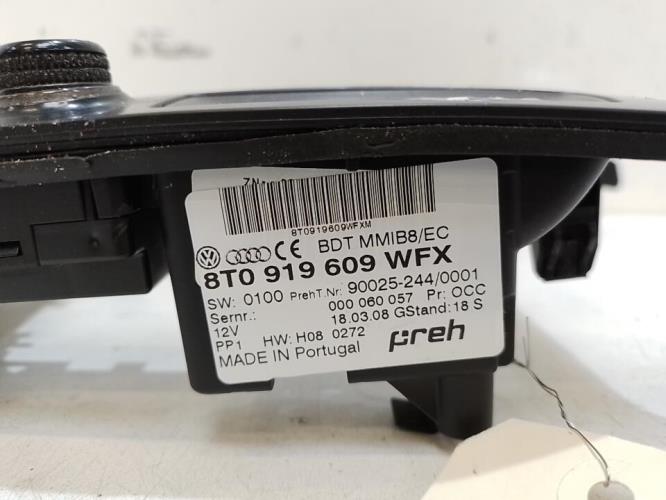 8T0919609WFXM
CE BDT MMIB8/EC
8T0 919 609 WFX
SW: 0100 PrehT.Nr: 90025-244/0001
Sernr.: 000 060 057 Pr: OCC
12V 18.03.08 GStand: 18 S
PP1 HW: H08 0272
MADE IN Portugal preh